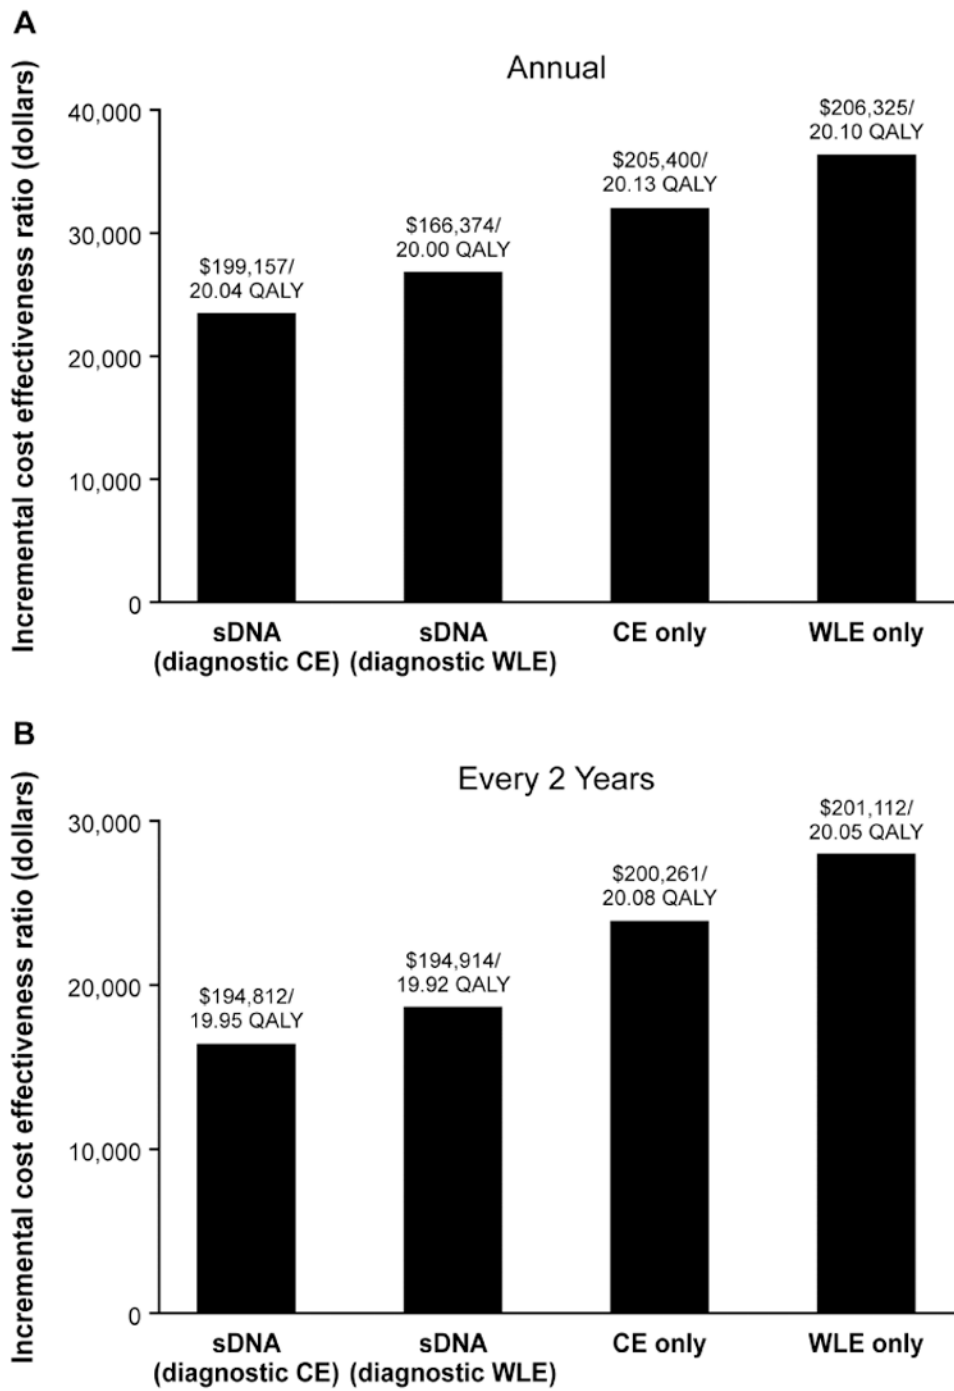 A
Annual
Incremental cost effectiveness ratio (dollars)
40,000
30,000
20,000
10,000
0
$199,157/
20.04 QALY
$166,374/
20.00 QALY
$205,400/
20.13 QALY
$206,325/
20.10 QALY
sDNA
(diagnostic CE)
sDNA
(diagnostic WLE)
CE only
WLE only
B
Every 2 Years
Incremental cost effectiveness ratio (dollars)
30,000
20,000
10,000
0
$194,812/
19.95 QALY
$194,914/
19.92 QALY
$200,261/
20.08 QALY
$201,112/
20.05 QALY
sDNA
(diagnostic CE)
sDNA
(diagnostic WLE)
CE only
WLE only